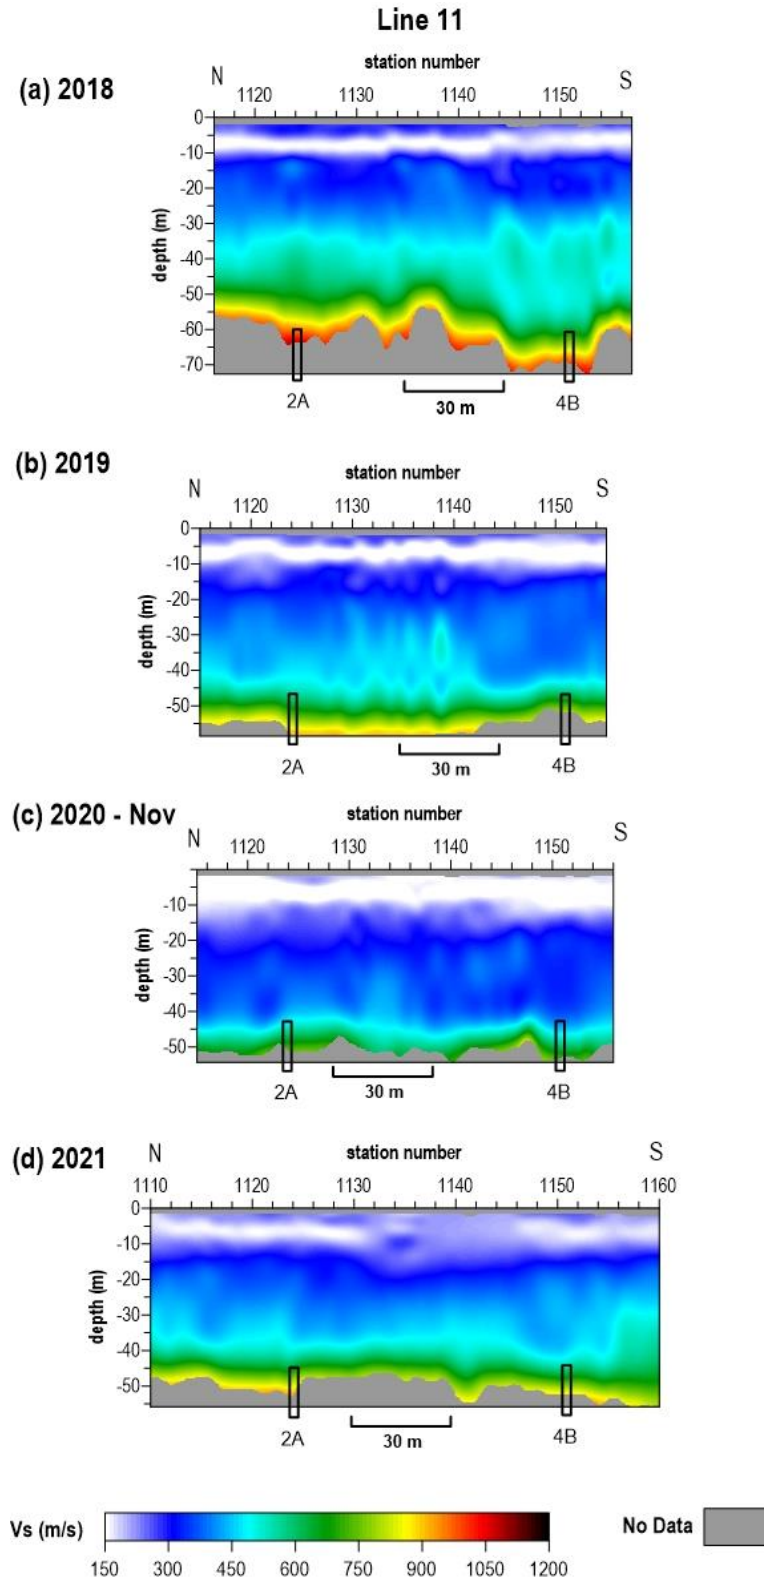 Line 11
(a) 2018
station number
N S
1120 1130 1140 1150
depth (m)
0
-10
-20
-30
-40
-50
-60
-70
2A 30 m 4B
(b) 2019
station number
N S
1120 1130 1140 1150
depth (m)
0
-10
-20
-30
-40
-50
2A 30 m 4B
(c) 2020 - Nov
station number
N S
1120 1130 1140 1150
depth (m)
-10
-20
-30
-40
-50
2A 30 m 4B
(d) 2021
N station number S
1110 1120 1130 1140 1150 1160
depth (m)
0
-10
-20
-30
-40
-50
2A 30 m 4B
Vs (m/s) No Data
150 300 450 600 750 900 1050 1200